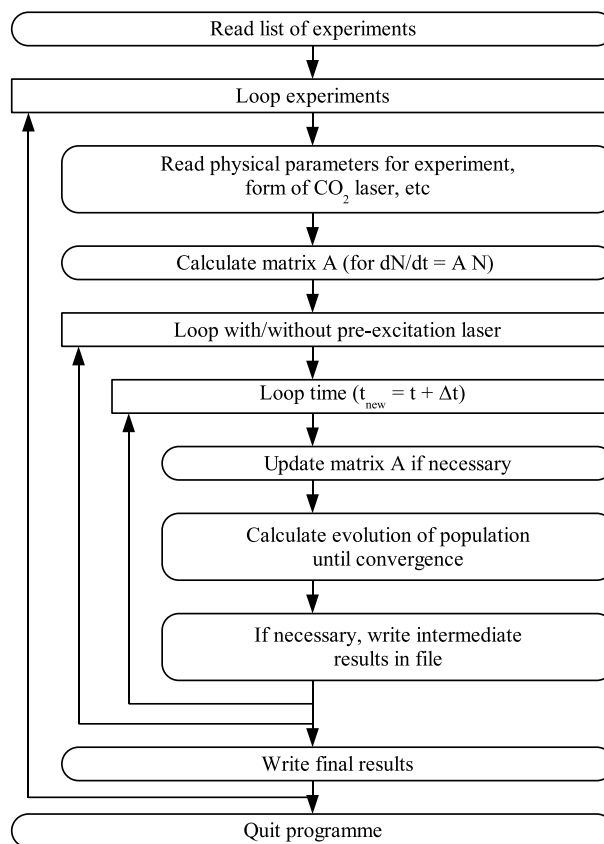 Read list of experiments
Loop experiments
Read physical parameters for experiment,
form of CO₂ laser, etc
Calculate matrix A (for dN/dt = A N)
Loop with/without pre-excitation laser
Loop time (t_new = t + Δt)
Update matrix A if necessary
Calculate evolution of population
until convergence
If necessary, write intermediate
results in file
Write final results
Quit programme